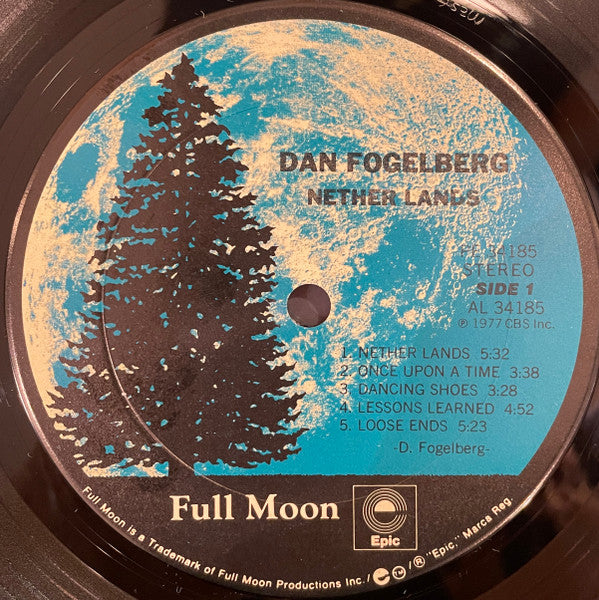 DAN FOGELBERG
NETHER LANDS
PE 34185
STEREO
SIDE 1
AL 34185
℗ 1977 CBS Inc.
1. NETHER LANDS 5:32
2. ONCE UPON A TIME 3:38
3. DANCING SHOES 3:28
4. LESSONS LEARNED 4:52
5. LOOSE ENDS 5:23
-D. Fogelberg-
Full Moon
Epic
Full Moon is a Trademark of Full Moon Productions Inc./ e ™/ ® "Epic," Marca Reg.